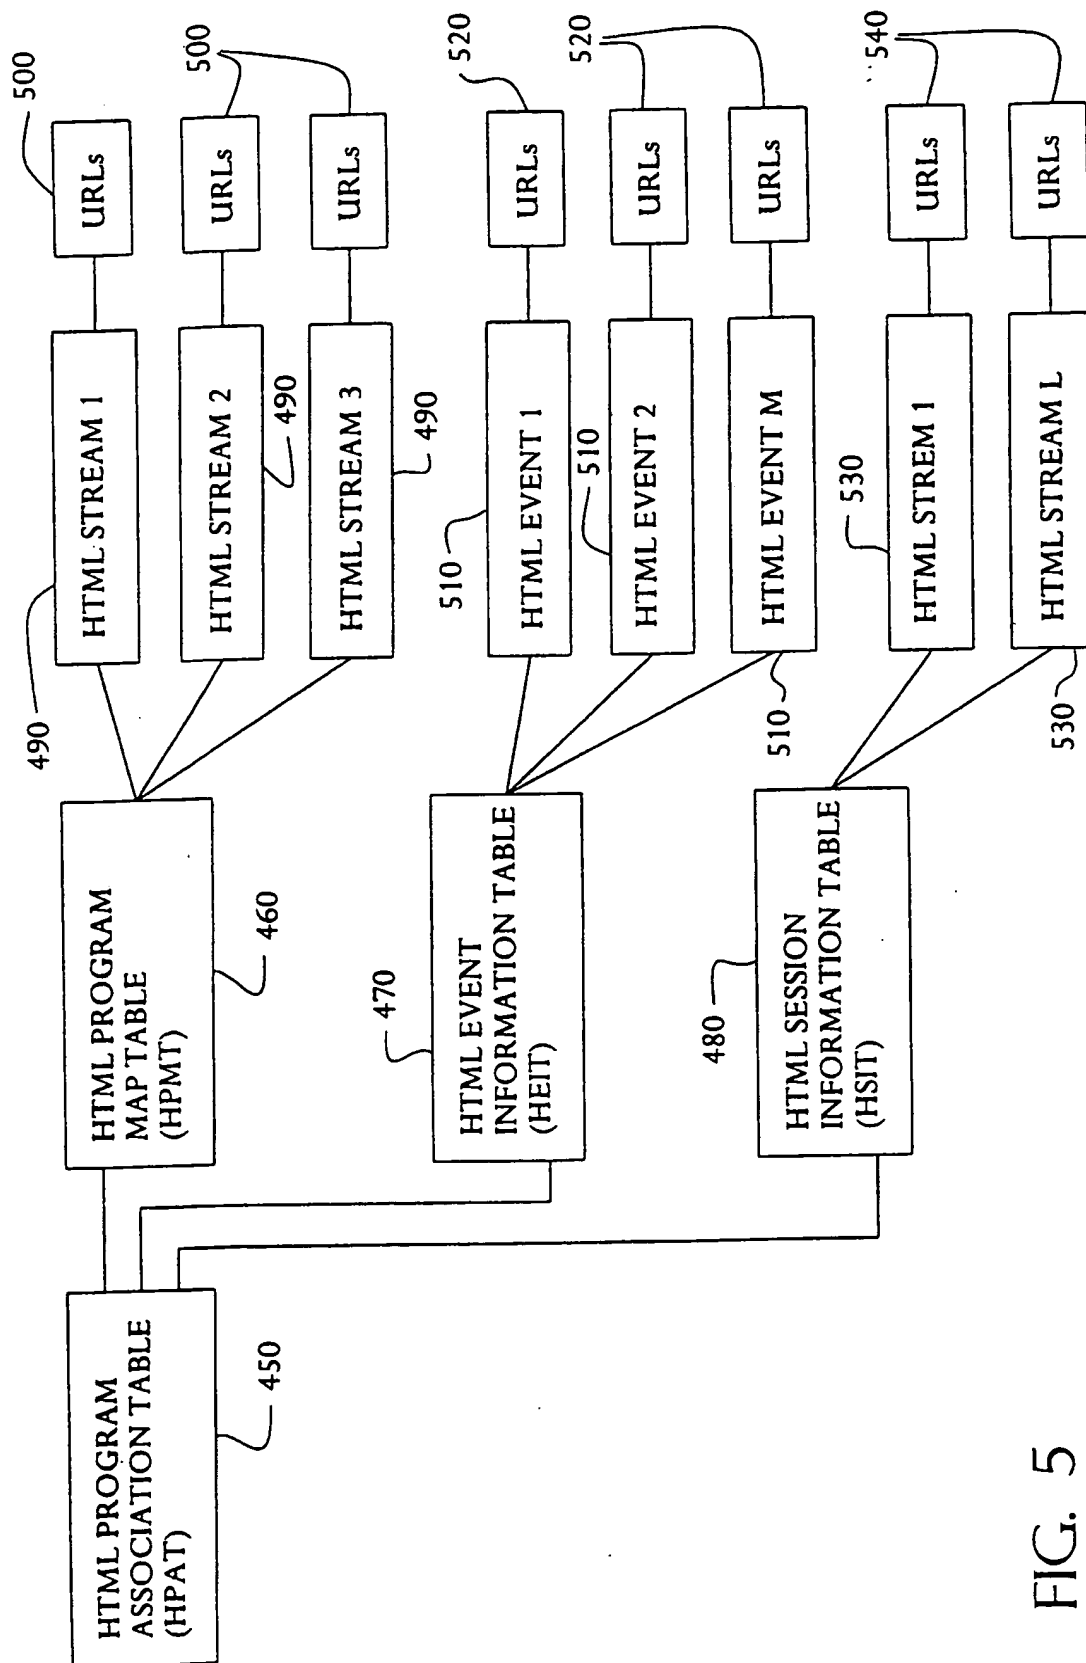 HTML PROGRAM
ASSOCIATION TABLE
(HPAT)
450
HTML PROGRAM
MAP TABLE
(HPMT)
460
470
HTML EVENT
INFORMATION TABLE
(HEIT)
480
HTML SESSION
INFORMATION TABLE
(HSIT)
490
HTML STREAM 1
URLs
500
HTML STREAM 2
490
URLs
500
HTML STREAM 3
490
URLs
510
HTML EVENT 1
URLs
520
510
HTML EVENT 2
URLs
520
HTML EVENT M
510
URLs
530
HTML STREM 1
URLs
540
HTML STREAM L
530
URLs
FIG. 5